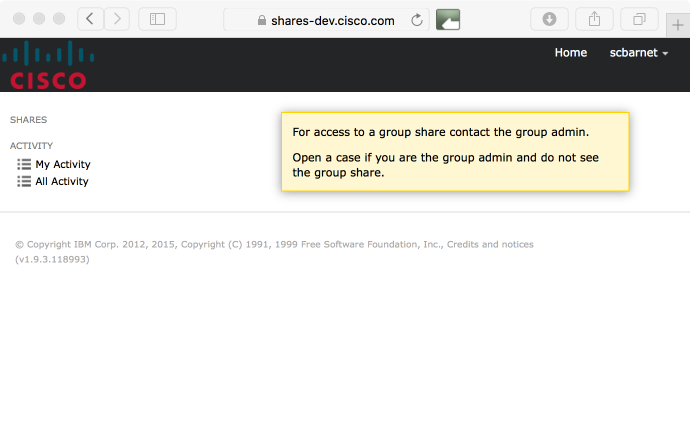 shares-dev.cisco.com
CISCO
Home
scbarnet
SHARES
ACTIVITY
My Activity
All Activity
For access to a group share contact the group admin.
Open a case if you are the group admin and do not see
the group share.
© Copyright IBM Corp. 2012, 2015, Copyright (C) 1991, 1999 Free Software Foundation, Inc., Credits and notices
(v1.9.3.118993)